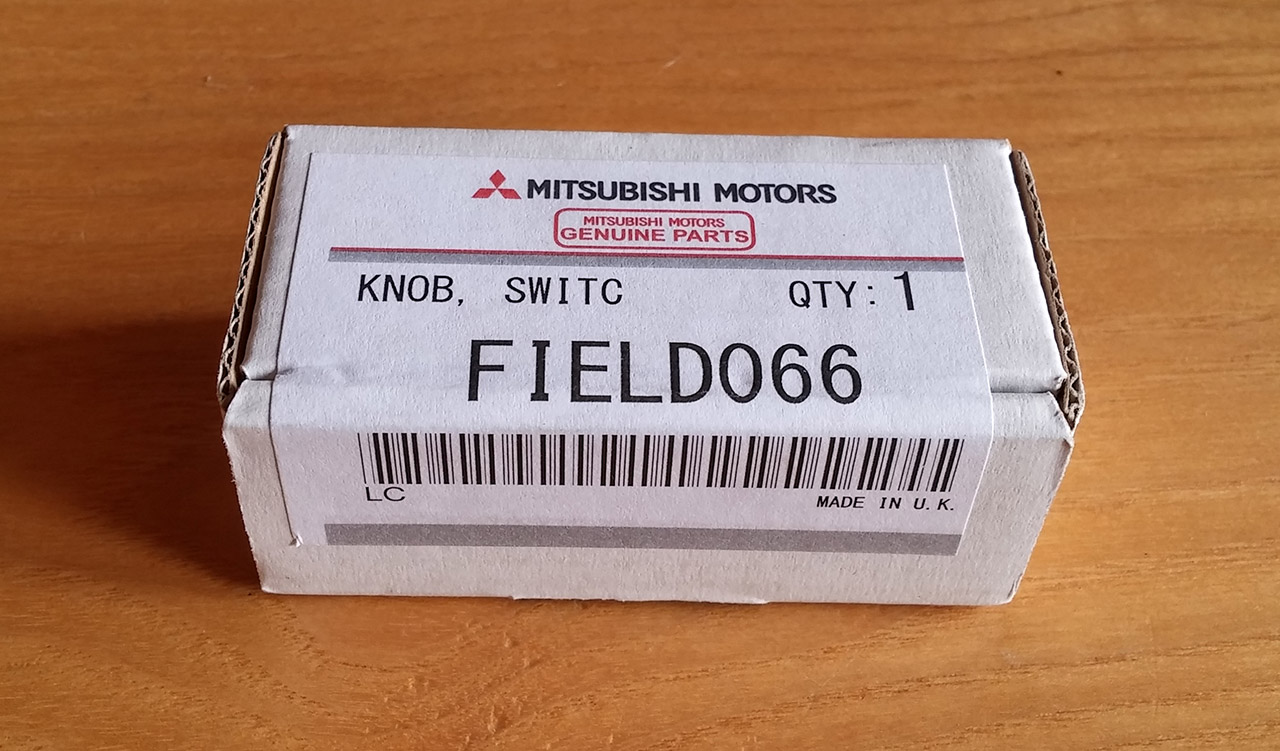 MITSUBISHI MOTORS
MITSUBISHI MOTORS
GENUINE PARTS
KNOB, SWITC QTY: 1
FIELD066
LC
MADE IN U.K.